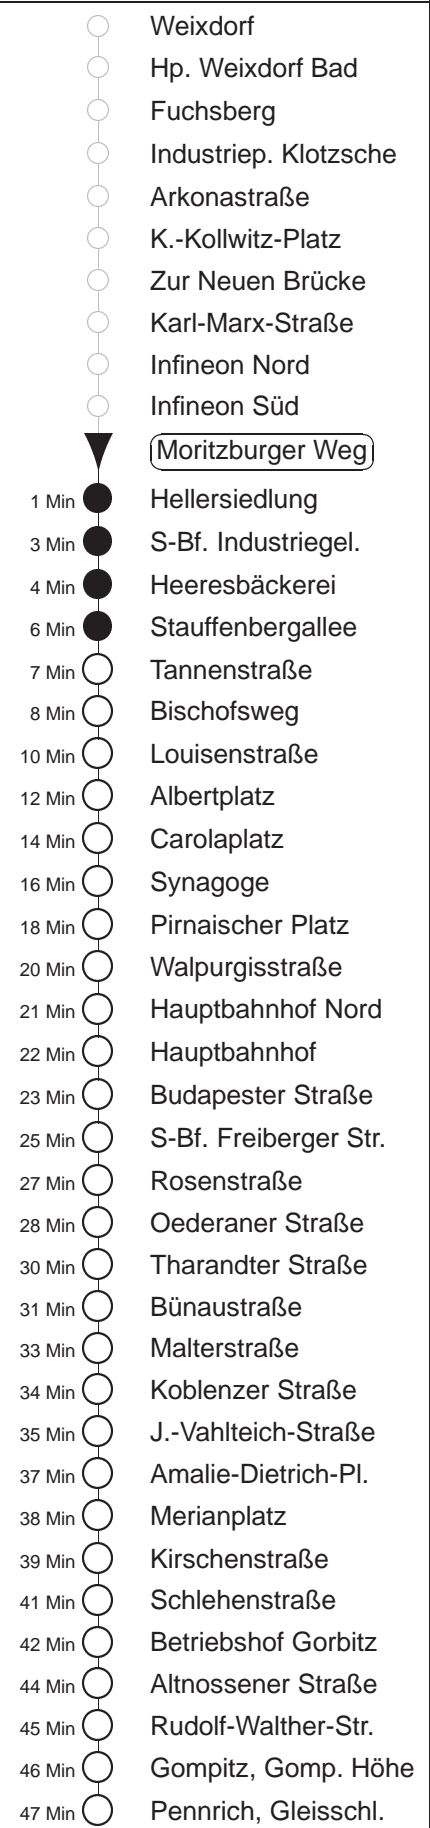 Weixdorf
Hp. Weixdorf Bad
Fuchsberg
Industriep. Klotzsche
Arkonastraße
K.-Kollwitz-Platz
Zur Neuen Brücke
Karl-Marx-Straße
Infineon Nord
Infineon Süd
Moritzburger Weg
1 Min Hellersiedlung
3 Min S-Bf. Industriegel.
4 Min Heeresbäckerei
6 Min Stauffenbergallee
7 Min Tannenstraße
8 Min Bischofsweg
10 Min Louisenstraße
12 Min Albertplatz
14 Min Carolaplatz
16 Min Synagoge
18 Min Pirnaischer Platz
20 Min Walpurgisstraße
21 Min Hauptbahnhof Nord
22 Min Hauptbahnhof
23 Min Budapester Straße
25 Min S-Bf. Freiberger Str.
27 Min Rosenstraße
28 Min Oederaner Straße
30 Min Tharandter Straße
31 Min Bünaustraße
33 Min Malterstraße
34 Min Koblenzer Straße
35 Min J.-Vahlteich-Straße
37 Min Amalie-Dietrich-Pl.
38 Min Merianplatz
39 Min Kirschenstraße
41 Min Schlehenstraße
42 Min Betriebshof Gorbitz
44 Min Altnossener Straße
45 Min Rudolf-Walther-Str.
46 Min Gompitz, Gomp. Höhe
47 Min Pennrich, Gleisschl.